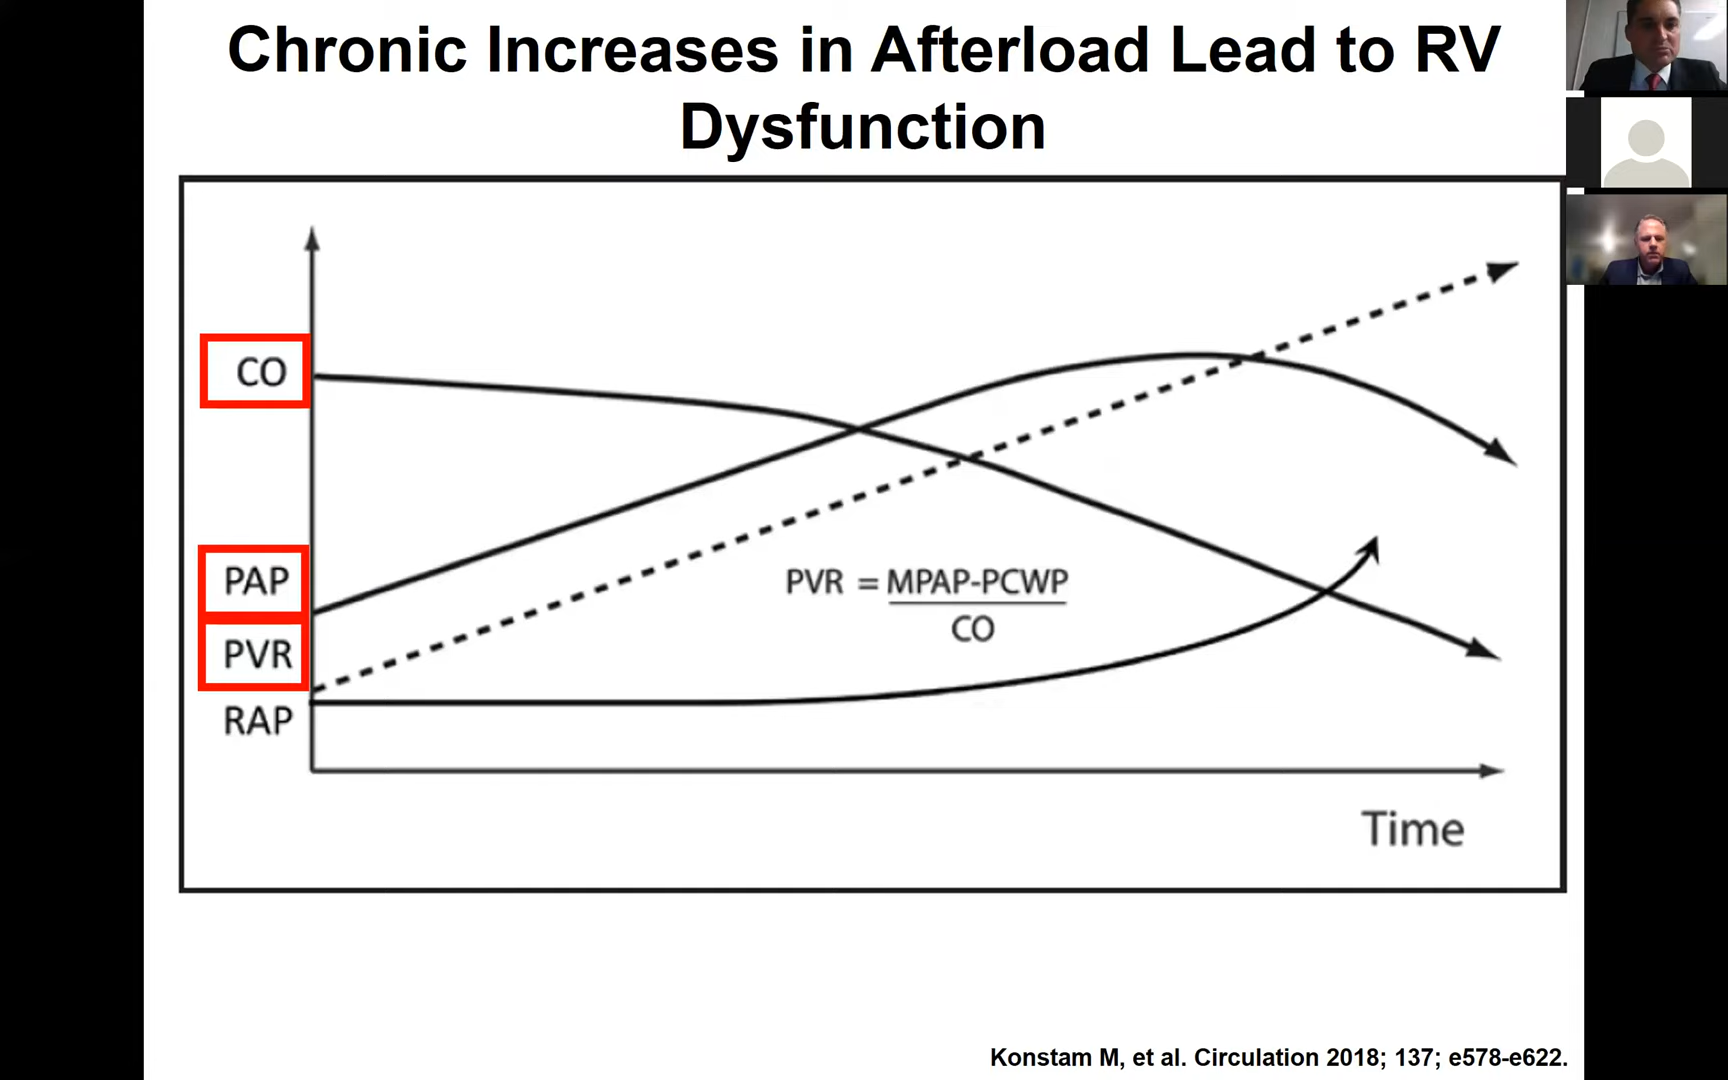 Chronic Increases in Afterload Lead to RV
Dysfunction
CO
PAP
PVR
RAP
PVR = MPAP-PCWP
CO
Time
Konstam M, et al. Circulation 2018; 137; e578-e622.